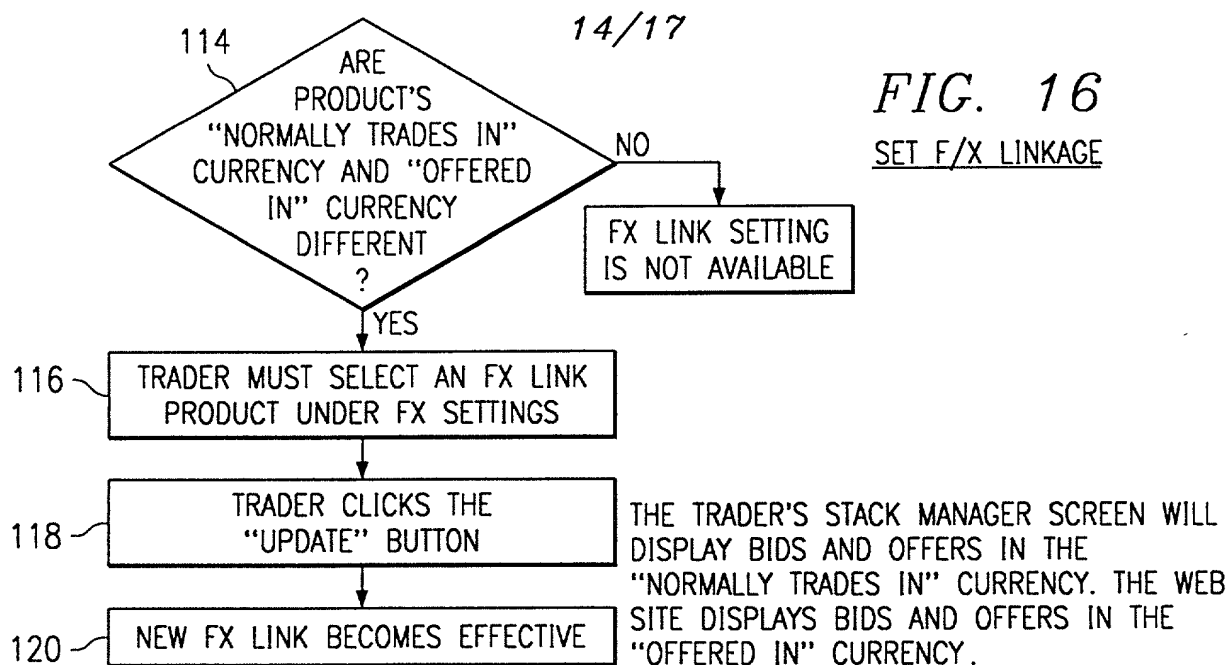 14/17
FIG. 16
SET F/X LINKAGE
114
ARE
PRODUCT'S
"NORMALLY TRADES IN"
CURRENCY AND "OFFERED
IN" CURRENCY
DIFFERENT
?
NO
FX LINK SETTING
IS NOT AVAILABLE
YES
116
TRADER MUST SELECT AN FX LINK
PRODUCT UNDER FX SETTINGS
118
TRADER CLICKS THE
"UPDATE" BUTTON
120
NEW FX LINK BECOMES EFFECTIVE
THE TRADER'S STACK MANAGER SCREEN WILL
DISPLAY BIDS AND OFFERS IN THE
"NORMALLY TRADES IN" CURRENCY. THE WEB
SITE DISPLAYS BIDS AND OFFERS IN THE
"OFFERED IN" CURRENCY.